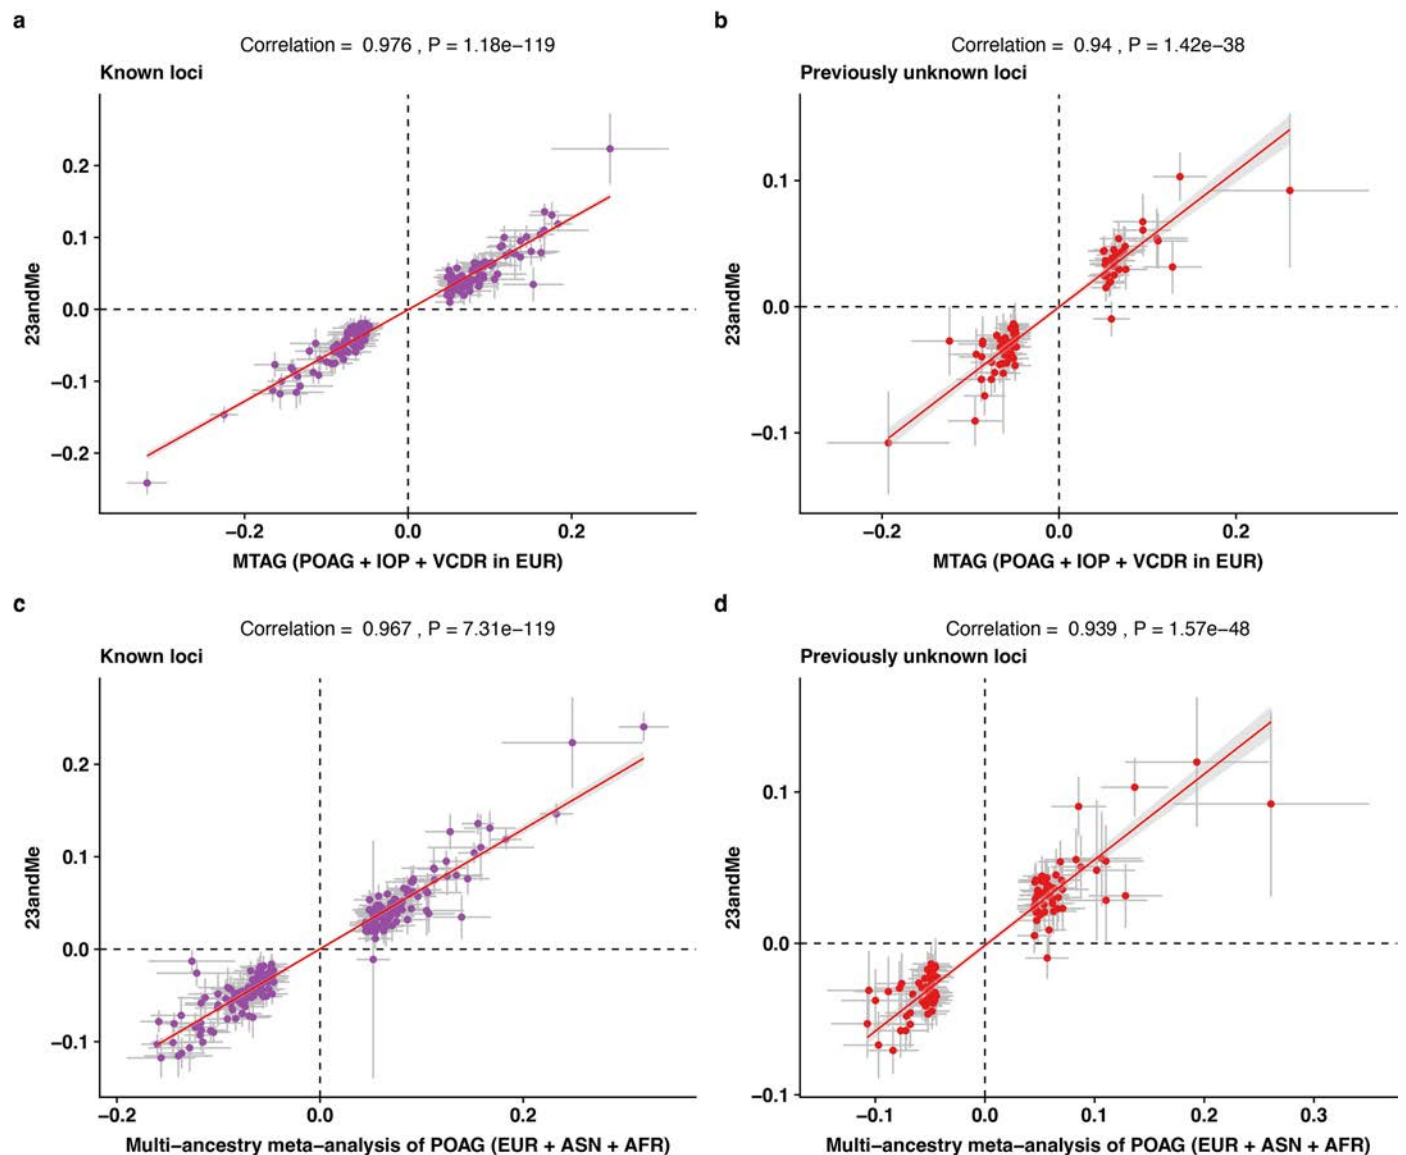 a
Correlation = 0.976 , P = 1.18e−119
Known loci
0.2
0.1
0.0
−0.1
−0.2
23andMe
−0.2 0.0 0.2
MTAG (POAG + IOP + VCDR in EUR)
b
Correlation = 0.94 , P = 1.42e−38
Previously unknown loci
0.1
0.0
−0.1
23andMe
−0.2 0.0 0.2
MTAG (POAG + IOP + VCDR in EUR)
c
Correlation = 0.967 , P = 7.31e−119
Known loci
0.2
0.1
0.0
−0.1
23andMe
−0.2 0.0 0.2
Multi−ancestry meta−analysis of POAG (EUR + ASN + AFR)
d
Correlation = 0.939 , P = 1.57e−48
Previously unknown loci
0.1
0.0
−0.1
23andMe
−0.1 0.0 0.1 0.2 0.3
Multi−ancestry meta−analysis of POAG (EUR + ASN + AFR)